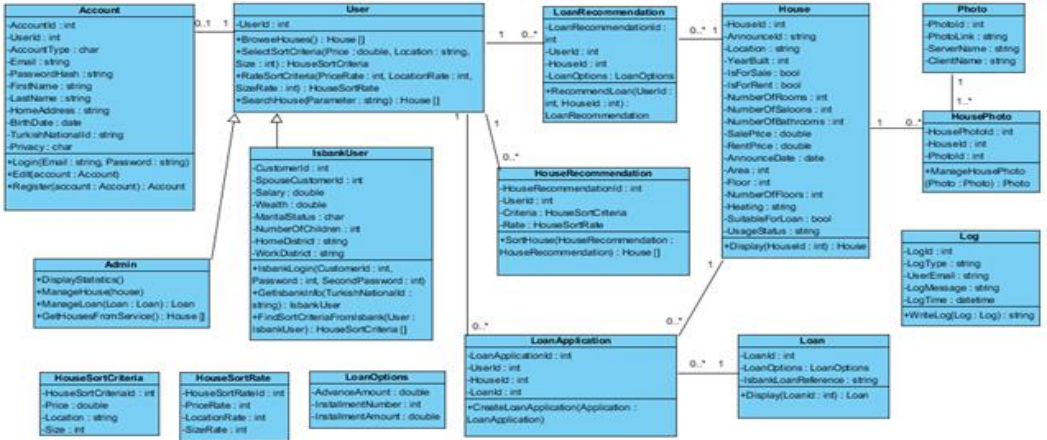 Account
-AccountId : int
-UserId : int
-AccountType : char
-Email : string
-PasswordHash : string
-FirstName : string
-LastName : string
-HomeAddress : string
-BirthDate : date
-TurkishNationalId : string
-Privacy : char
+Login(Email : string, Password : string)
+Edit(account : Account)
+Register(account : Account) : Account
0..1
1
User
-UserId : int
+BrowseHouses() : House []
+SelectSortCriteria(Price : double, Location : string,
Size : int) : HouseSortCriteria
+RateSortCriteria(PriceRate : int, LocationRate : int,
SizeRate : int) : HouseSortRate
+SearchHouse(Parameter : string) : House []
1
0..*
LoanRecommendation
-LoanRecommendationId :
int
-UserId : int
-HouseId : int
-LoanOptions : LoanOptions
+RecommendLoan(UserId :
int, HouseId : int) :
LoanRecommendation
0..*
1
House
-HouseId : int
-AnnounceId : string
-Location : string
-YearBuilt : int
-IsForSale : bool
-IsForRent : bool
-NumberOfRooms : int
-NumberOfSaloons : int
-NumberOfBathrooms : int
-SalePrice : double
-RentPrice : double
-AnnounceDate : date
-Area : int
-Floor : int
-NumberOfFloors : int
-Heating : string
-SuitableForLoan : bool
-UsageStatus : string
+Display(HouseId : int) : House
Photo
-PhotoId : int
-PhotoLink : string
-ServerName : string
-ClientName : string
1
1..*
1
0..*
HousePhoto
-HousePhotoId : int
-HouseId : int
-PhotoId : int
+ManageHousePhoto
(Photo : Photo) : Photo
IsbankUser
-CustomerId : int
-SpouseCustomerId : int
-Salary : double
-Wealth : double
-MaritalStatus : char
-NumberOfChildren : int
-HomeDistrict : string
-WorkDistrict : string
+IsbankLogin(CustomerId : int,
Password : int, SecondPassword : int)
+GetIsbankInfo(TurkishNationalId :
string) : IsbankUser
+FindSortCriteriaFromIsbank(User :
IsbankUser) : HouseSortCriteria []
1
1
0..*
HouseRecommendation
-HouseRecommendationId : int
-UserId : int
-Criteria : HouseSortCriteria
-Rate : HouseSortRate
+SortHouse(HouseRecommendation :
HouseRecommendation) : House []
Log
-LogId : int
-LogType : string
-UserEmail : string
-LogMessage : string
-LogTime : datetime
+WriteLog(Log : Log) : string
Admin
+DisplayStatistics()
+ManageHouse(house)
+ManageLoan(Loan : Loan) : Loan
+GetHousesFromService() : House []
1
0..*
0..*
LoanApplication
-LoanApplicationId : int
-UserId : int
-HouseId : int
-LoanId : int
+CreateLoanApplication(Application :
LoanApplication)
0..*
1
Loan
-LoanId : int
-LoanOptions : LoanOptions
-IsbankLoanReference : string
+Display(LoanId : int) : Loan
HouseSortCriteria
-HouseSortCriteriaId : int
-Price : double
-Location : string
-Size : int
HouseSortRate
-HouseSortRateId : int
-PriceRate : int
-LocationRate : int
-SizeRate : int
LoanOptions
-AdvanceAmount : double
-InstallmentNumber : int
-InstallmentAmount : double